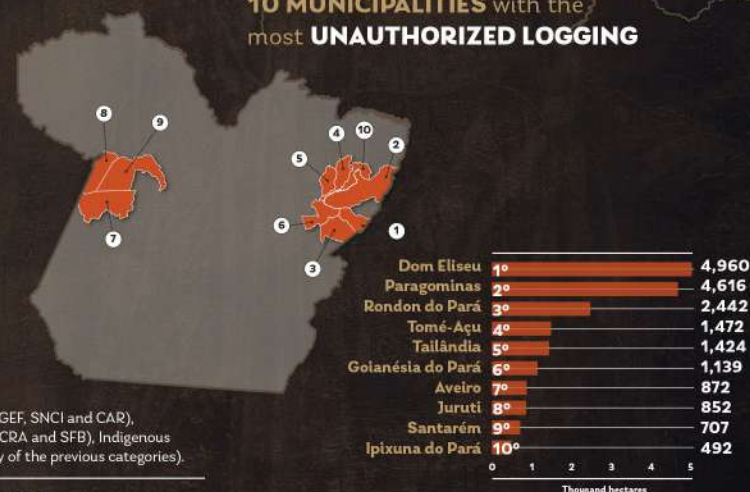 10 MUNICIPALITIES with the
most UNAUTHORIZED LOGGING
8
9
4
10
2
5
6
1
7
3
Dom Eliseu 1º 4,960
Paragominas 2º 4,616
Rondon do Pará 3º 2,442
Tomé-Açu 4º 1,472
Tailândia 5º 1,424
Goianésia do Pará 6º 1,139
Aveiro 7º 872
Juruti 8º 852
Santarém 9º 707
Ipixuna do Pará 10º 492
0 1 2 3 4 5
Thousand hectares
GEF, SNCI and CAR),
CRA and SFB), Indigenous
y of the previous categories).